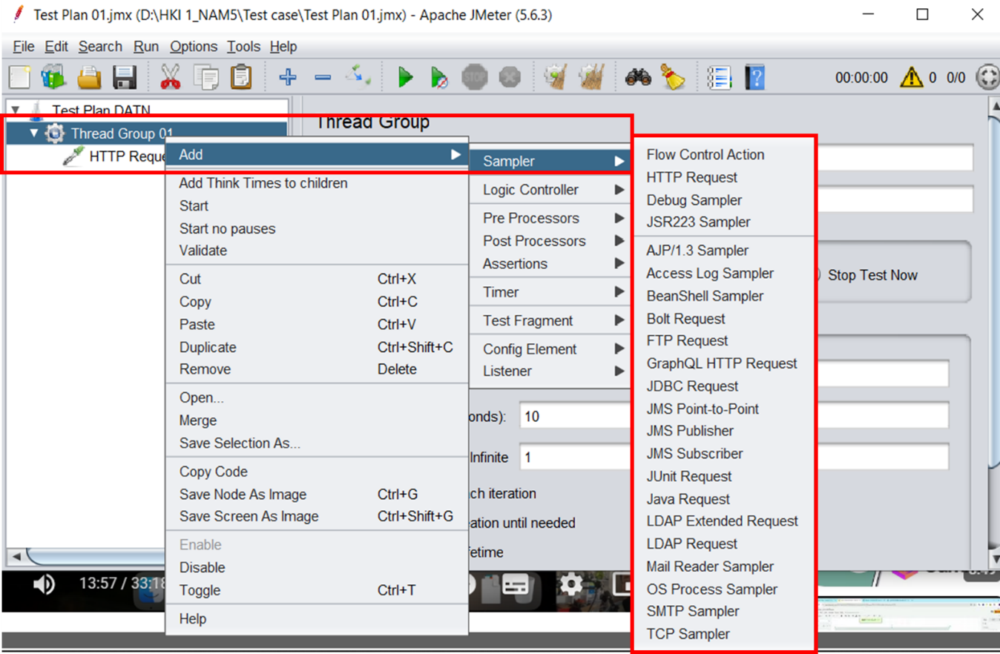 Test Plan 01.jmx (D:\HKI 1_NAM5\Test case\Test Plan 01.jmx) - Apache JMeter (5.6.3)
File Edit Search Run Options Tools Help
STOP
00:00:00 0 0/0
Test Plan DATN
Thread Group 01
HTTP Reque
Thread Group
Add
Add Think Times to children
Start
Start no pauses
Validate
Cut Ctrl+X
Copy Ctrl+C
Paste Ctrl+V
Duplicate Ctrl+Shift+C
Remove Delete
Open...
Merge
Save Selection As...
Copy Code
Save Node As Image Ctrl+G
Save Screen As Image Ctrl+Shift+G
Enable
Disable
Toggle Ctrl+T
Help
Sampler
Logic Controller
Pre Processors
Post Processors
Assertions
Timer
Test Fragment
Config Element
Listener
Flow Control Action
HTTP Request
Debug Sampler
JSR223 Sampler
AJP/1.3 Sampler
Access Log Sampler
BeanShell Sampler
Bolt Request
FTP Request
GraphQL HTTP Request
JDBC Request
JMS Point-to-Point
JMS Publisher
JMS Subscriber
JUnit Request
Java Request
LDAP Extended Request
LDAP Request
Mail Reader Sampler
OS Process Sampler
SMTP Sampler
TCP Sampler
Stop Test Now
onds): 10
Infinite 1
ch iteration
ation until needed
fetime
13:57 / 33:18